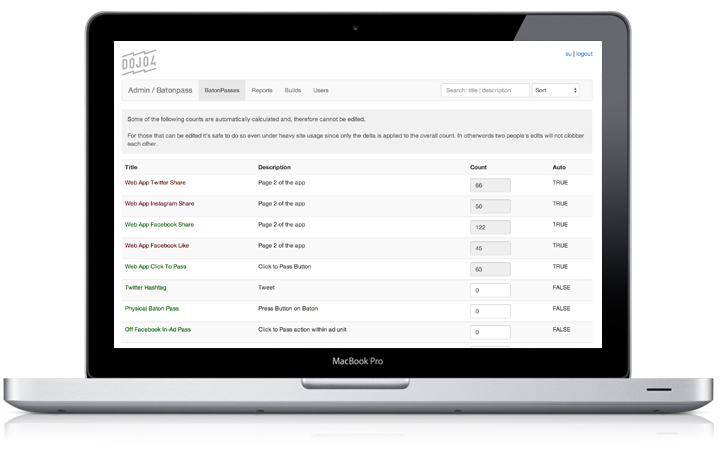 DOJO4
su | logout
Admin / Batonpass BatonPasses Reports Builds Users Search: title | description Sort
Some of the following counts are automatically calculated and, therefore cannot be edited.
For those that can be edited it's safe to do so even under heavy site usage since only the delta is applied to the overall count. In otherwords two people's edits will not clobber
each other.
Title Description Count Auto
Web App Twitter Share Page 2 of the app 66 TRUE
Web App Instagram Share Page 2 of the app 50 TRUE
Web App Facebook Share Page 2 of the app 122 TRUE
Web App Facebook Like Page 2 of the app 45 TRUE
Web App Click To Pass Click to Pass Button 63 TRUE
Twitter Hashtag Tweet 0 FALSE
Physical Baton Pass Press Button on Baton 0 FALSE
Off Facebook In-Ad Pass Click to Pass action within ad unit 0 FALSE
MacBook Pro